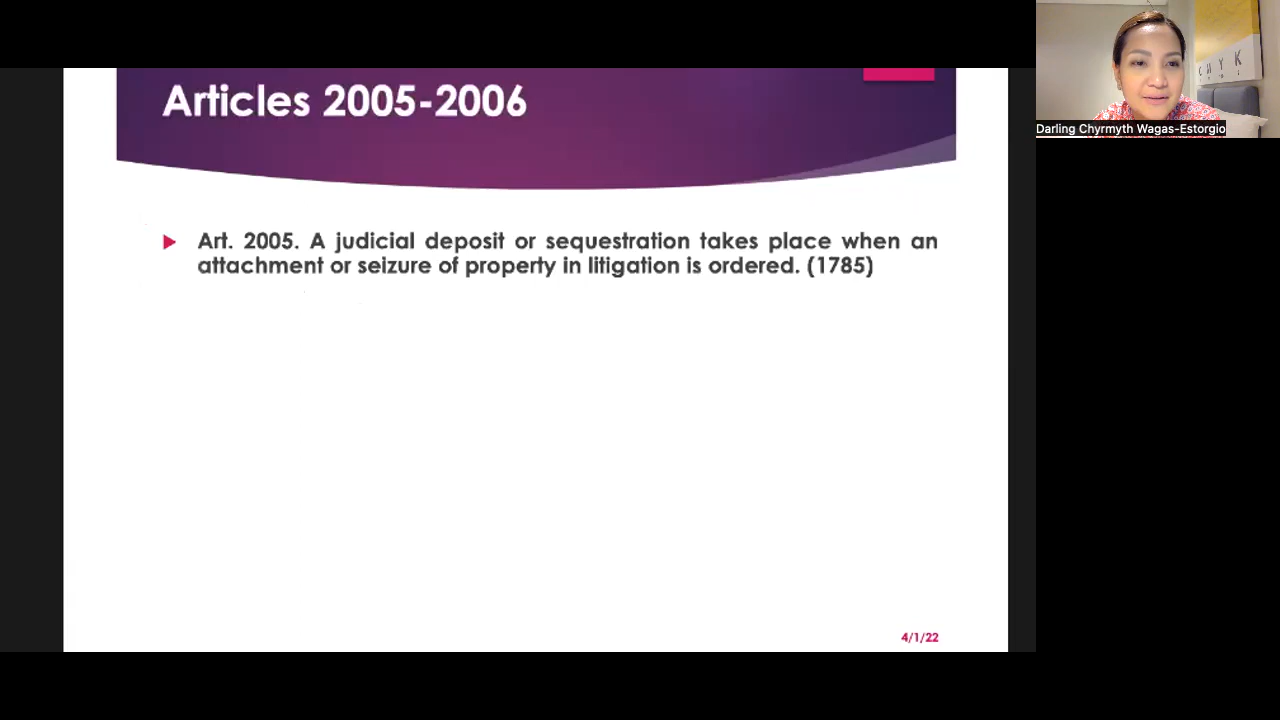 Articles 2005-2006
Art. 2005. A judicial deposit or sequestration takes place when an
attachment or seizure of property in litigation is ordered. (1785)
4/1/22
CHYK
Darling Chyrmyth Wagas-Estorgio